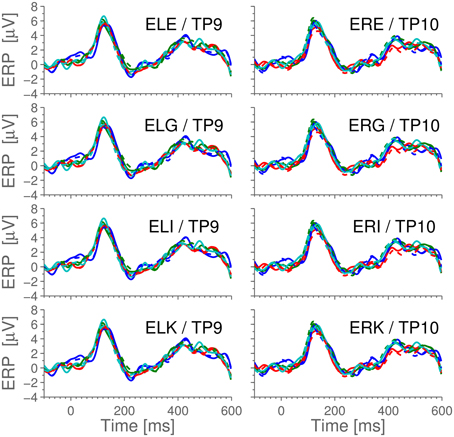 ERP [μV]
8
6
4
2
0
−2
−4
ELE / TP9
ERE / TP10
ERP [μV]
8
6
4
2
0
−2
−4
ELG / TP9
ERG / TP10
ERP [μV]
8
6
4
2
0
−2
−4
ELI / TP9
ERI / TP10
ERP [μV]
8
6
4
2
0
−2
−4
ELK / TP9
ERK / TP10
0 200 400 600
0 200 400 600
Time [ms]
Time [ms]